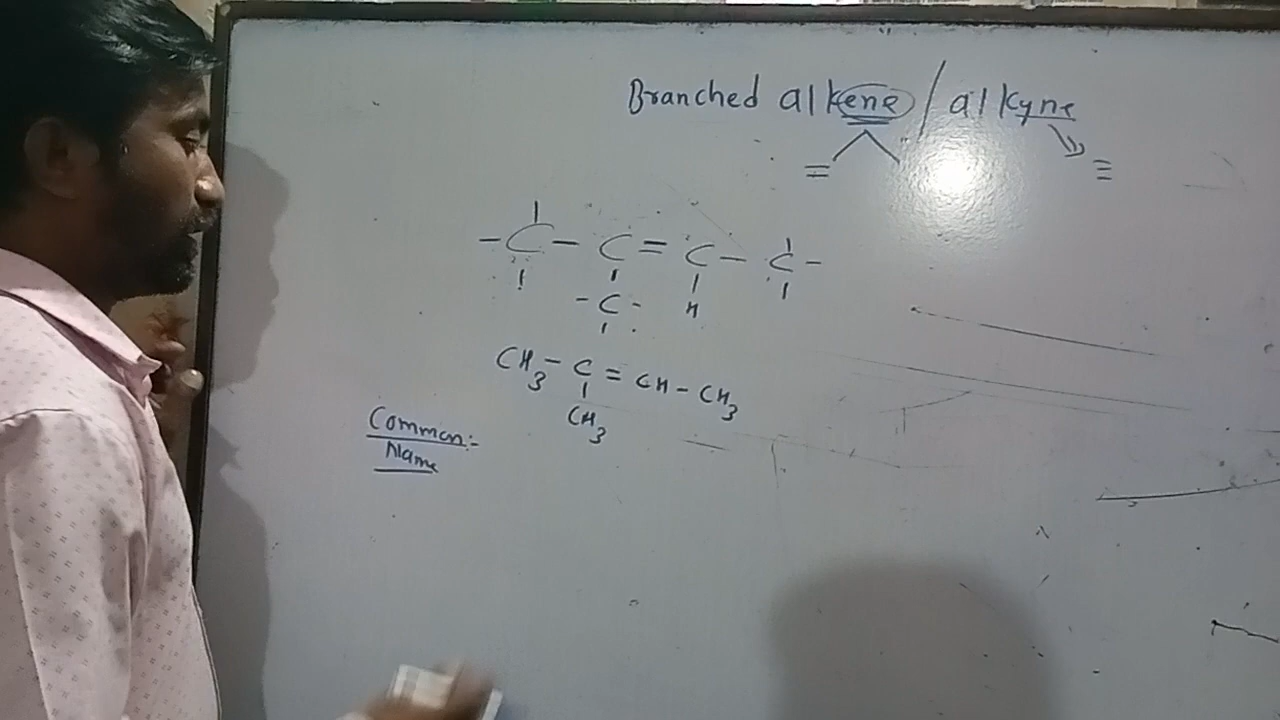 Branched alkene / alkyne
= ≡
- C - C = C - C -
- C - H
CH3 - C = CH - CH3
CH3
Common:-
Name